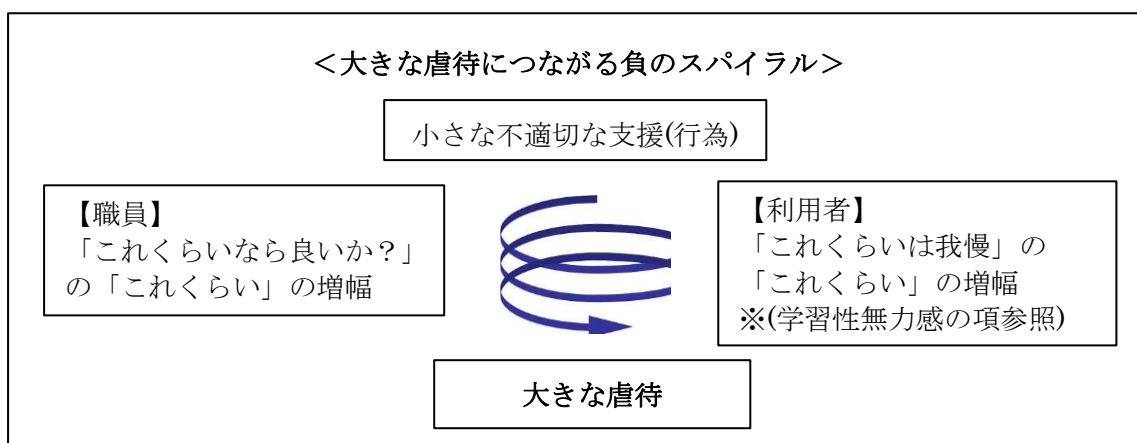 ＜大きな虐待につながる負のスパイラル＞
小さな不適切な支援(行為)
【職員】
「これくらいなら良いか？」
の「これくらい」の増幅
【利用者】
「これくらいは我慢」の
「これくらい」の増幅
※(学習性無力感の項参照)
大きな虐待